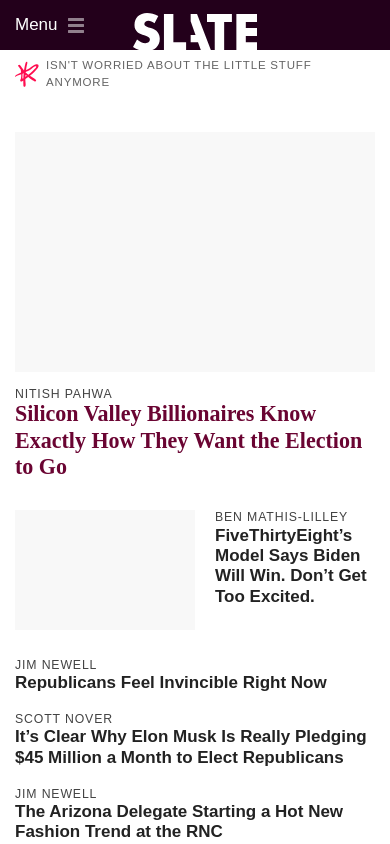 Menu
SLATE
ISN’T WORRIED ABOUT THE LITTLE STUFF
ANYMORE
NITISH PAHWA
Silicon Valley Billionaires Know
Exactly How They Want the Election
to Go
BEN MATHIS-LILLEY
FiveThirtyEight’s
Model Says Biden
Will Win. Don’t Get
Too Excited.
JIM NEWELL
Republicans Feel Invincible Right Now
SCOTT NOVER
It’s Clear Why Elon Musk Is Really Pledging
$45 Million a Month to Elect Republicans
JIM NEWELL
The Arizona Delegate Starting a Hot New
Fashion Trend at the RNC